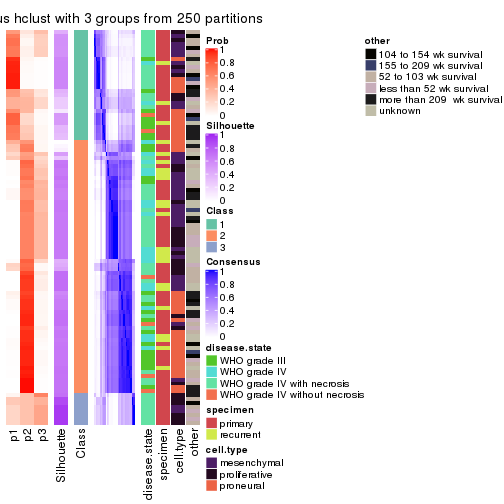 us hclust with 3 groups from 250 partitions
Prob
1
0.8
0.6
0.4
0.2
0
Silhouette
1
0.8
0.6
0.4
0.2
0
Class
1
2
3
Consensus
1
0.8
0.6
0.4
0.2
0
disease.state
WHO grade III
WHO grade IV
WHO grade IV with necrosis
WHO grade IV without necrosis
specimen
primary
recurrent
cell.type
mesenchymal
proliferative
proneural
other
104 to 154 wk survival
155 to 209 wk survival
52 to 103 wk survival
less than 52 wk survival
more than 209  wk survival
unknown
p1
p2
p3
Silhouette
Class
disease.state
specimen
cell.type
other